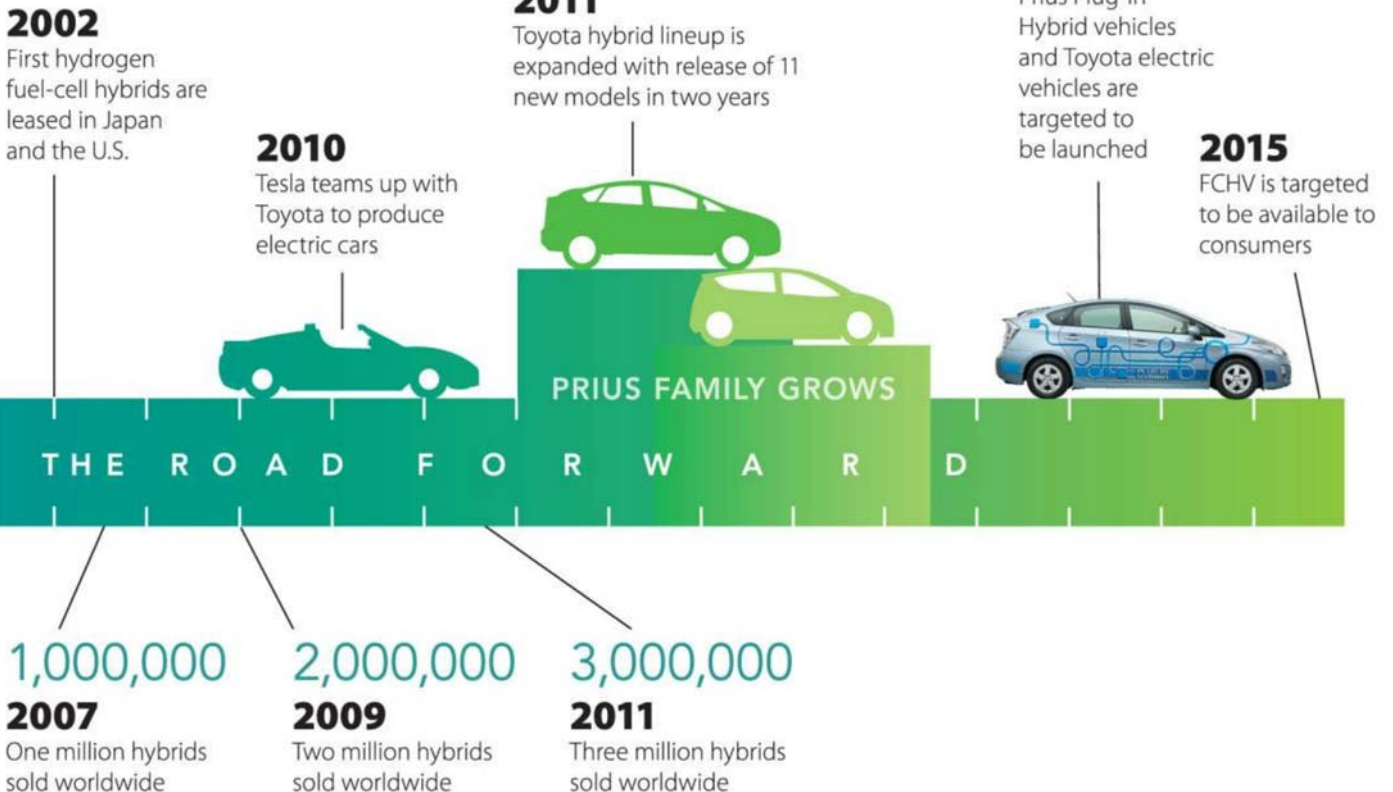 2002
First hydrogen
fuel-cell hybrids are
leased in Japan
and the U.S.
2010
Tesla teams up with
Toyota to produce
electric cars
2011
Toyota hybrid lineup is
expanded with release of 11
new models in two years
Prius Plug-in
Hybrid vehicles
and Toyota electric
vehicles are
targeted to
be launched
2015
FCHV is targeted
to be available to
consumers
PRIUS FAMILY GROWS
THE ROAD FORWARD
1,000,000
2007
One million hybrids
sold worldwide
2,000,000
2009
Two million hybrids
sold worldwide
3,000,000
2011
Three million hybrids
sold worldwide